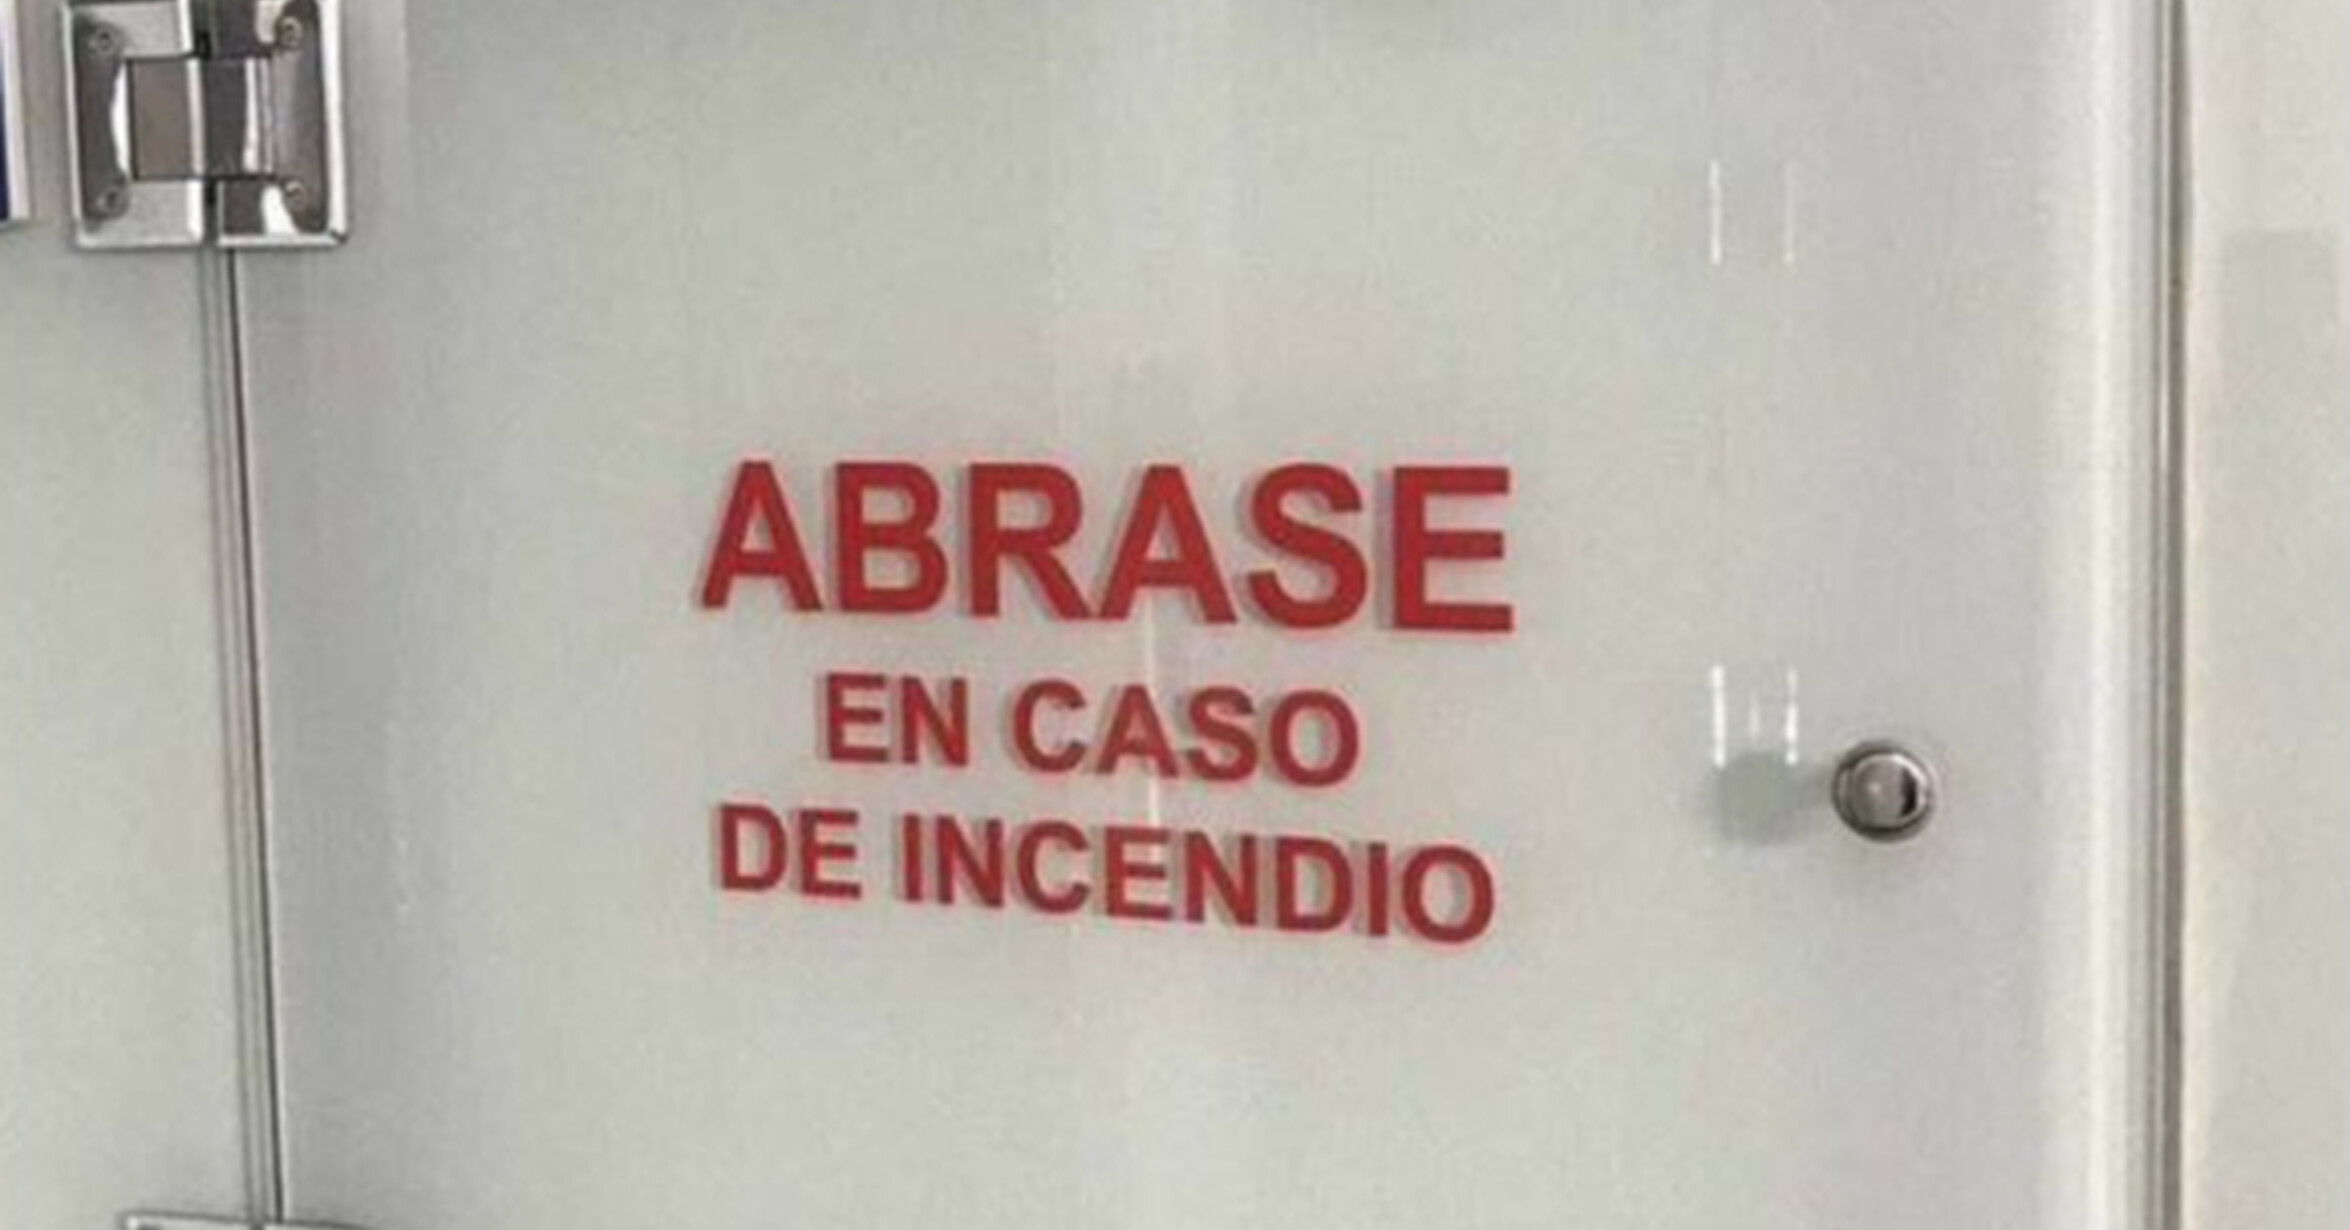 ABRASE
EN CASO
DE INCENDIO